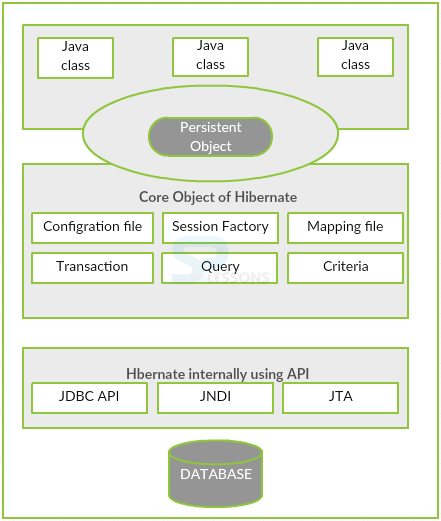 Java Java Java
class class class
Persistent
Object
Core Object of Hibernate
Configration file Session Factory Mapping file
Transaction Query Criteria
LESSONS
Hbernate internally using API
JDBC API JNDI JTA
DATABASE